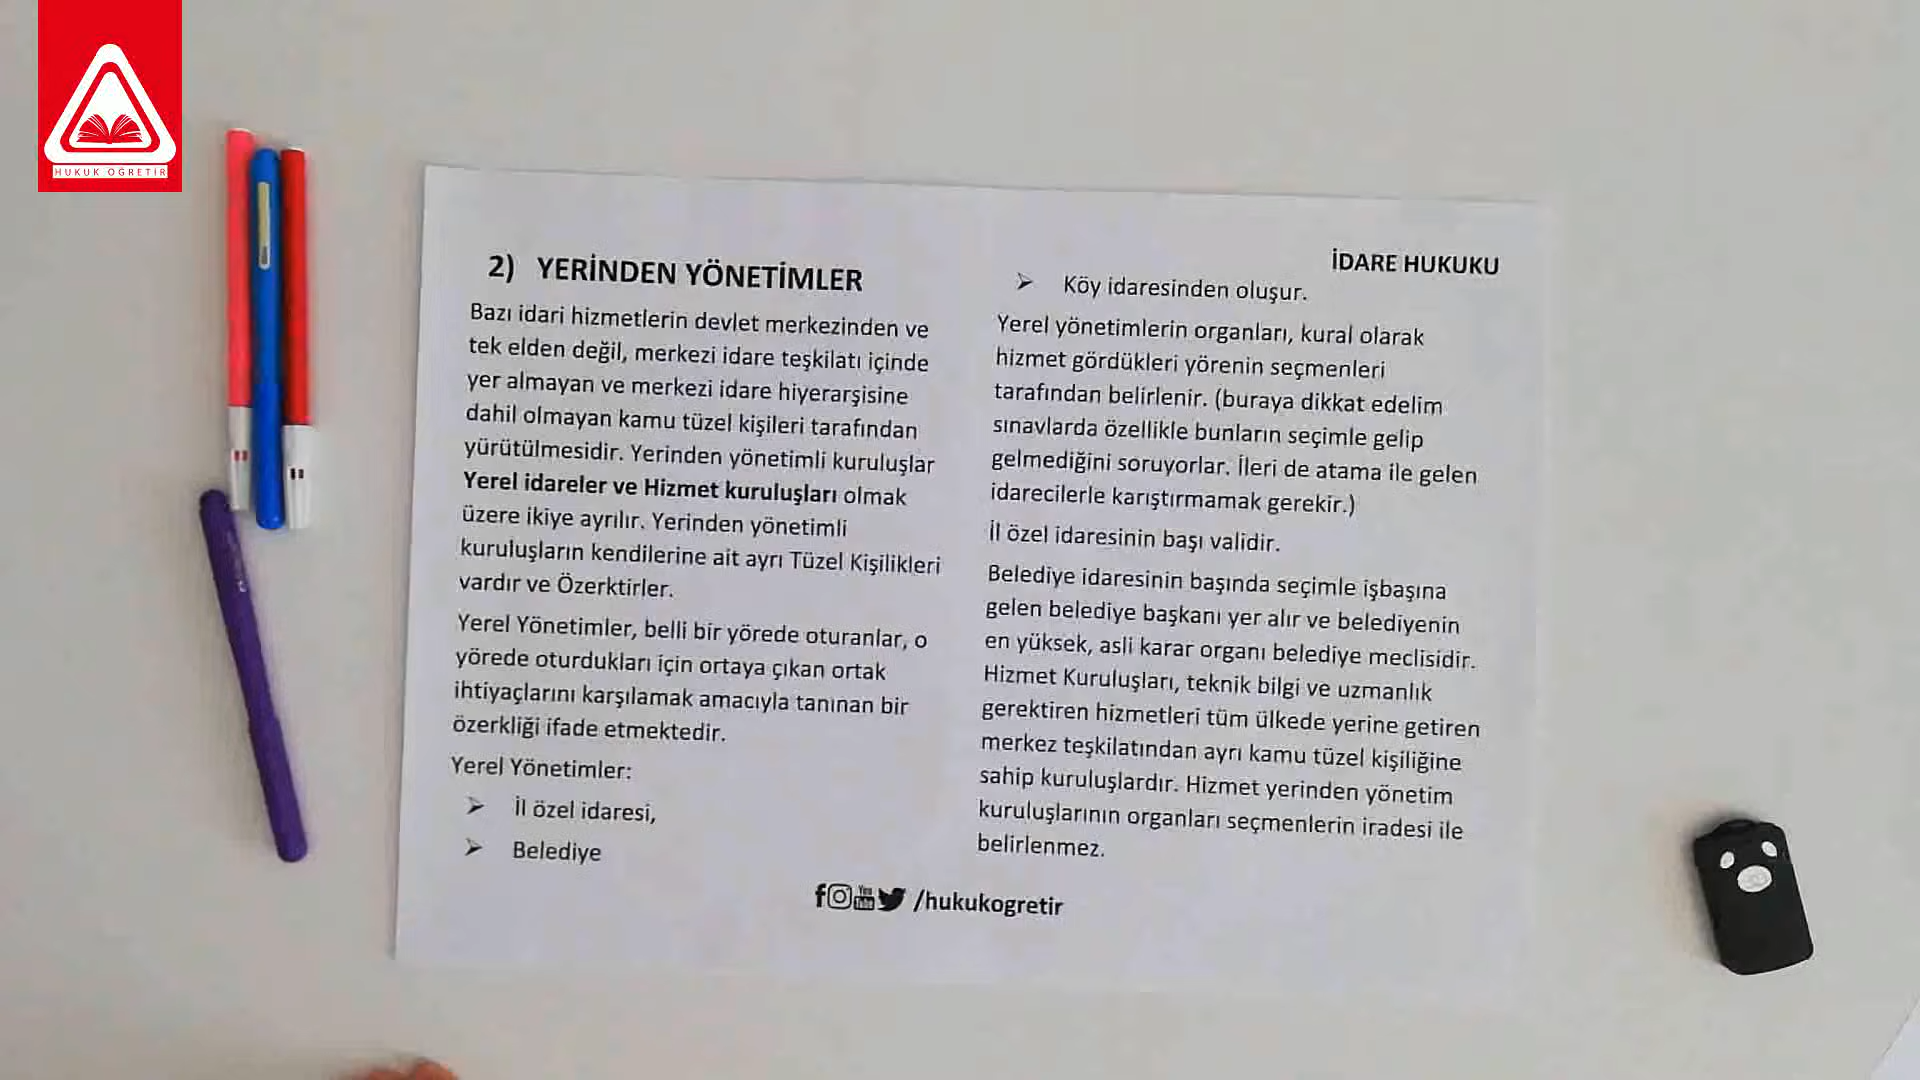 HUKUK OGRETIR
İDARE HUKUKU
2) YERİNDEN YÖNETİMLER
Bazı idari hizmetlerin devlet merkezinden ve
tek elden değil, merkezi idare teşkilatı içinde
yer almayan ve merkezi idare hiyerarşisine
dahil olmayan kamu tüzel kişileri tarafından
yürütülmesidir. Yerinden yönetimli kuruluşlar
Yerel idareler ve Hizmet kuruluşları olmak
üzere ikiye ayrılır. Yerinden yönetimli
kuruluşların kendilerine ait ayrı Tüzel Kişilikleri
vardır ve Özerktirler.
Yerel Yönetimler, belli bir yörede oturanlar, o
yörede oturdukları için ortaya çıkan ortak
ihtiyaçlarını karşılamak amacıyla tanınan bir
özerkliği ifade etmektedir.
Yerel Yönetimler:
➢ İl özel idaresi,
➢ Belediye
➢ Köy idaresinden oluşur.
Yerel yönetimlerin organları, kural olarak
hizmet gördükleri yörenin seçmenleri
tarafından belirlenir. (buraya dikkat edelim
sınavlarda özellikle bunların seçimle gelip
gelmediğini soruyorlar. İleri de atama ile gelen
idarecilerle karıştırmamak gerekir.)
İl özel idaresinin başı validir.
Belediye idaresinin başında seçimle işbaşına
gelen belediye başkanı yer alır ve belediyenin
en yüksek, asli karar organı belediye meclisidir.
Hizmet Kuruluşları, teknik bilgi ve uzmanlık
gerektiren hizmetleri tüm ülkede yerine getiren
merkez teşkilatından ayrı kamu tüzel kişiliğine
sahip kuruluşlardır. Hizmet yerinden yönetim
kuruluşlarının organları seçmenlerin iradesi ile
belirlenmez.
/hukukogretir